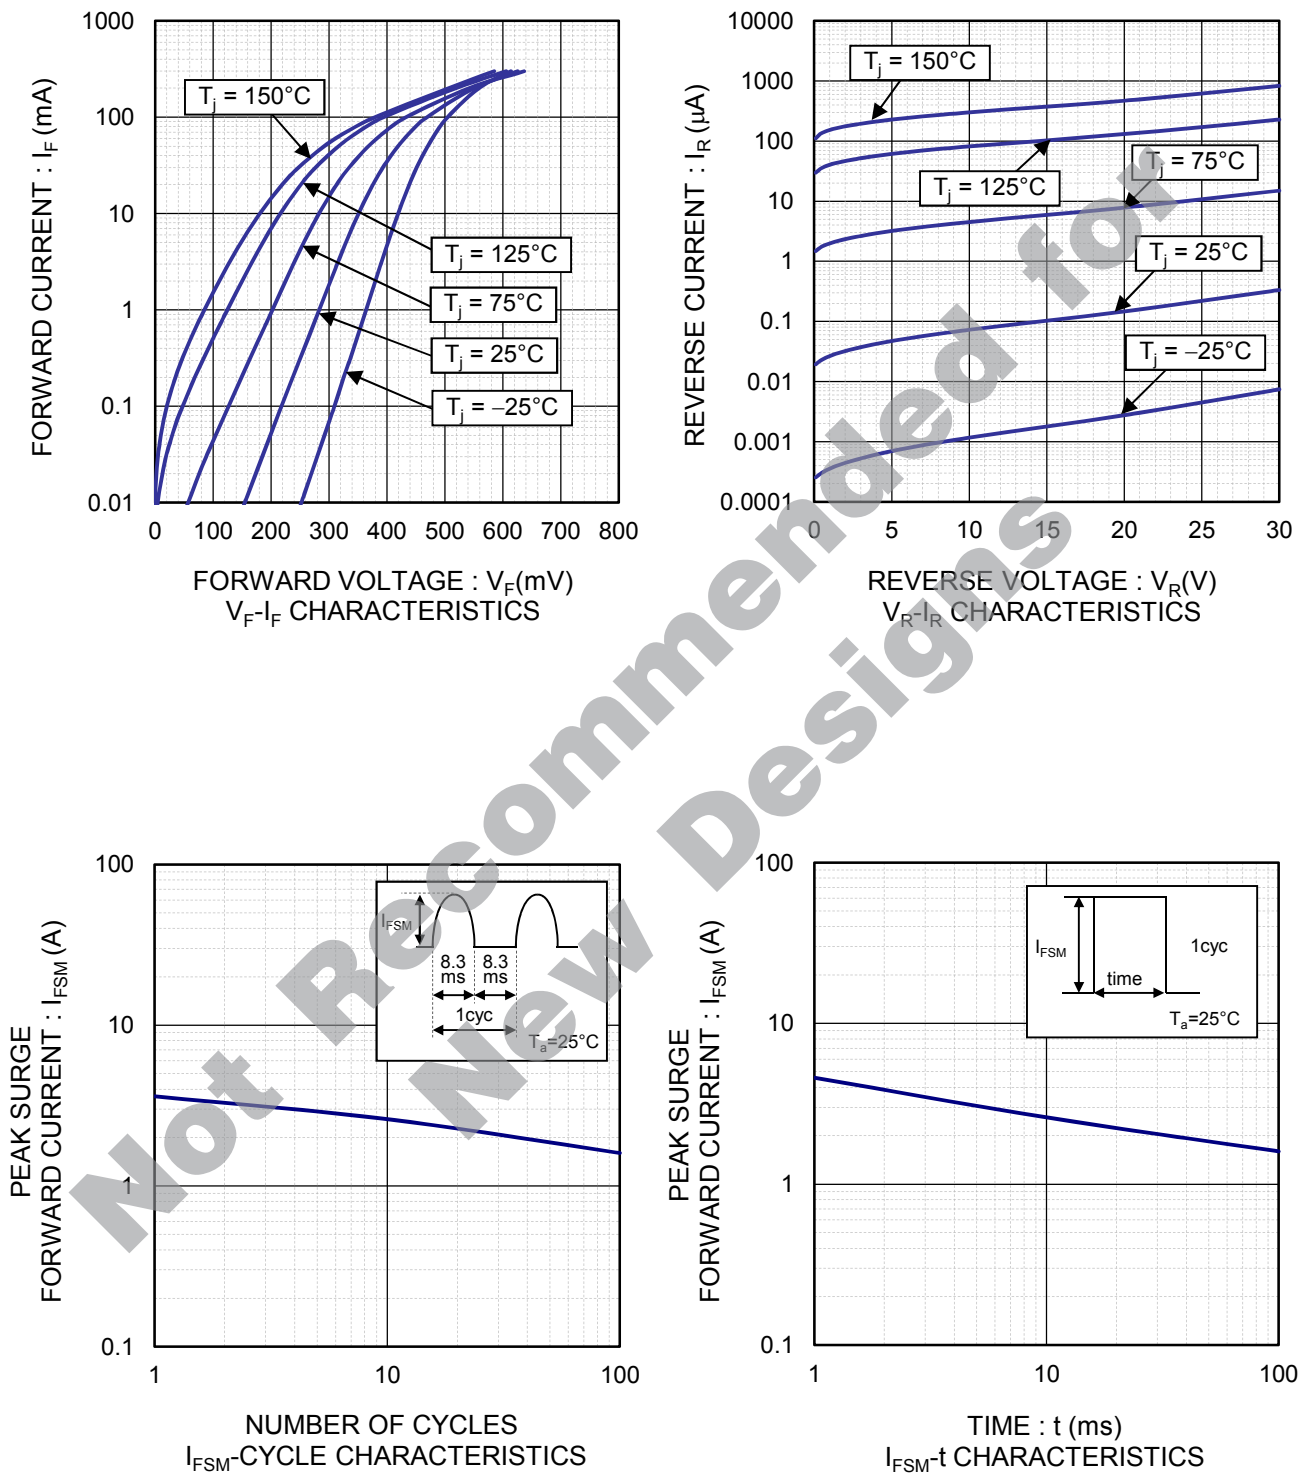 1000
100
10
1
0.1
0.01
FORWARD CURRENT : IF (mA)
Tj = 150°C
Tj = 125°C
Tj = 75°C
Tj = 25°C
Tj = −25°C
0 100 200 300 400 500 600 700 800
FORWARD VOLTAGE : VF(mV)
VF-IF CHARACTERISTICS
10000
1000
100
10
1
0.1
0.01
0.001
0.0001
REVERSE CURRENT : IR (µA)
Tj = 150°C
Tj = 125°C
Tj = 75°C
Tj = 25°C
Tj = −25°C
0 5 10 15 20 25 30
REVERSE VOLTAGE : VR(V)
VR-IR CHARACTERISTICS
Not Recommended for
New Designs
100
10
1
0.1
PEAK SURGE
FORWARD CURRENT : IFSM (A)
IFSM
8.3 8.3
ms ms
1cyc
Ta=25°C
1 10 100
NUMBER OF CYCLES
IFSM-CYCLE CHARACTERISTICS
100
10
1
0.1
PEAK SURGE
FORWARD CURRENT : IFSM (A)
IFSM
1cyc
time
Ta=25°C
1 10 100
TIME : t (ms)
IFSM-t CHARACTERISTICS